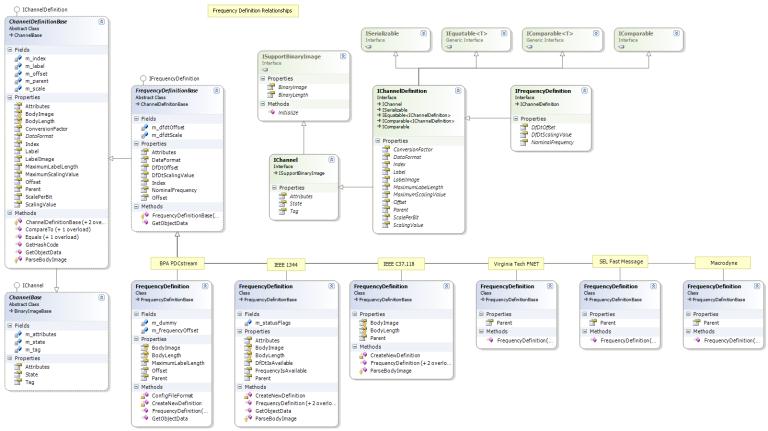 Frequency Definition Relationships
IChannelDefinition
ChannelDefinitionBase
Abstract Class
ChannelBase
Fields
m_index
m_label
m_offset
m_parent
m_scale
Properties
Attributes
BodyImage
BodyLength
ConversionFactor
DataFormat
Index
Label
LabelImage
MaximumLabelLength
MaximumScalingValue
Offset
Parent
ScalePerBit
ScalingValue
Methods
ChannelDefinitionBase (+ 2 ove...
CompareTo (+ 1 overload)
Equals (+ 1 overload)
GetHashCode
GetObjectData
ParseBodyImage
IChannel
ChannelBase
Abstract Class
BinaryImageBase
Fields
m_attributes
m_state
m_tag
Properties
Attributes
State
Tag
IFrequencyDefinition
FrequencyDefinitionBase
Abstract Class
ChannelDefinitionBase
Fields
m_dfdtOffset
m_dfdtScale
Properties
Attributes
DataFormat
DfDtOffset
DfDtScalingValue
Index
NominalFrequency
Offset
Methods
FrequencyDefinitionBase(...
GetObjectData
ISupportBinaryImage
Interface
Properties
BinaryImage
BinaryLength
Methods
Initialize
IChannel
Interface
ISupportBinaryImage
Properties
Attributes
State
Tag
ISerializable
Interface
IEquatable<T>
Generic Interface
IComparable<T>
Generic Interface
IComparable
Interface
IChannelDefinition
Interface
IChannel
ISerializable
IEquatable<IChannelDefinition>
IComparable<IChannelDefinition>
IComparable
Properties
ConversionFactor
DataFormat
Index
Label
LabelImage
MaximumLabelLength
MaximumScalingValue
Offset
Parent
ScalePerBit
ScalingValue
IFrequencyDefinition
Interface
IChannelDefinition
Properties
DfDtOffset
DfDtScalingValue
NominalFrequency
BPA PDCstream
IEEE 1344
IEEE C37.118
Virginia Tech FNET
SEL Fast Message
Macrodyne
FrequencyDefinition
Class
FrequencyDefinitionBase
Fields
m_dummy
m_frequencyOffset
Properties
BodyImage
BodyLength
MaximumLabelLength
Offset
Parent
Methods
ConfigFileFormat
CreateNewDefinition
FrequencyDefinition(...
GetObjectData
FrequencyDefinition
Class
FrequencyDefinitionBase
Fields
m_statusFlags
Properties
Attributes
BodyImage
BodyLength
DfDtIsAvailable
FrequencyIsAvailable
Parent
Methods
CreateNewDefinition
FrequencyDefinition (+ 2 overlo...
GetObjectData
ParseBodyImage
FrequencyDefinition
Class
FrequencyDefinitionBase
Properties
BodyImage
BodyLength
Parent
Methods
CreateNewDefinition
FrequencyDefinition (+ 2 overlo...
ParseBodyImage
FrequencyDefinition
Class
FrequencyDefinitionBase
Properties
Parent
Methods
FrequencyDefinition(...
FrequencyDefinition
Class
FrequencyDefinitionBase
Properties
Parent
Methods
FrequencyDefinition(...
FrequencyDefinition
Class
FrequencyDefinitionBase
Properties
Parent
Methods
FrequencyDefinition(...